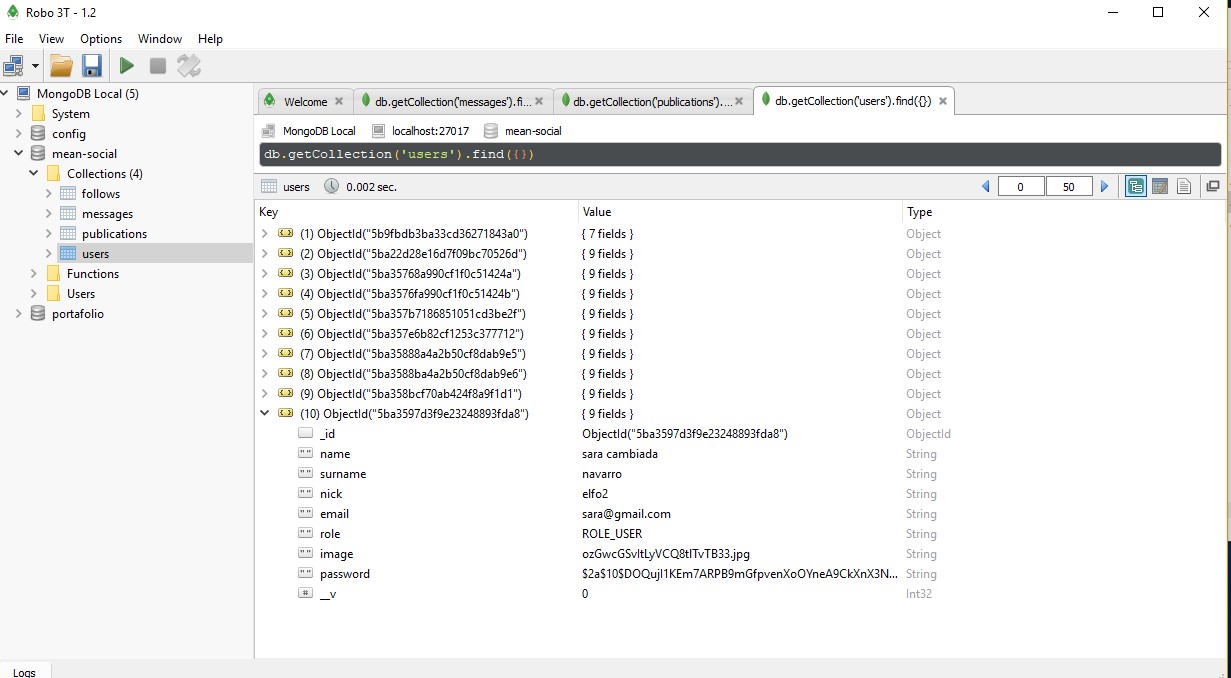 Robo 3T - 1.2
File View Options Window Help
MongoDB Local (5)
System
config
mean-social
Collections (4)
follows
messages
publications
users
Functions
Users
portafolio
Welcome
db.getCollection('messages').fi...
db.getCollection('publications')....
db.getCollection('users').find({})
MongoDB Local localhost:27017 mean-social
db.getCollection('users').find({})
users 0.002 sec. 0 50
Key Value Type
(1) ObjectId("5b9fbdb3ba33cd36271843a0") { 7 fields } Object
(2) ObjectId("5ba22d28e16d7f09bc70526d") { 9 fields } Object
(3) ObjectId("5ba35768a990cf1f0c51424a") { 9 fields } Object
(4) ObjectId("5ba3576fa990cf1f0c51424b") { 9 fields } Object
(5) ObjectId("5ba357b7186851051cd3be2f") { 9 fields } Object
(6) ObjectId("5ba357e6b82cf1253c377712") { 9 fields } Object
(7) ObjectId("5ba35888a4a2b50cf8dab9e5") { 9 fields } Object
(8) ObjectId("5ba3588ba4a2b50cf8dab9e6") { 9 fields } Object
(9) ObjectId("5ba358bcf70ab424f8a9f1d1") { 9 fields } Object
(10) ObjectId("5ba3597d3f9e23248893fda8") { 9 fields } Object
_id ObjectId("5ba3597d3f9e23248893fda8") ObjectId
name sara cambiada String
surname navarro String
nick elfo2 String
email sara@gmail.com String
role ROLE_USER String
image ozGwcGSvltLyVCQ8tITvTB33.jpg String
password $2a$10$DOQujI1KEm7ARPB9mGfpvenXoOYneA9CkXnX3N... String
__v 0 Int32
Logs